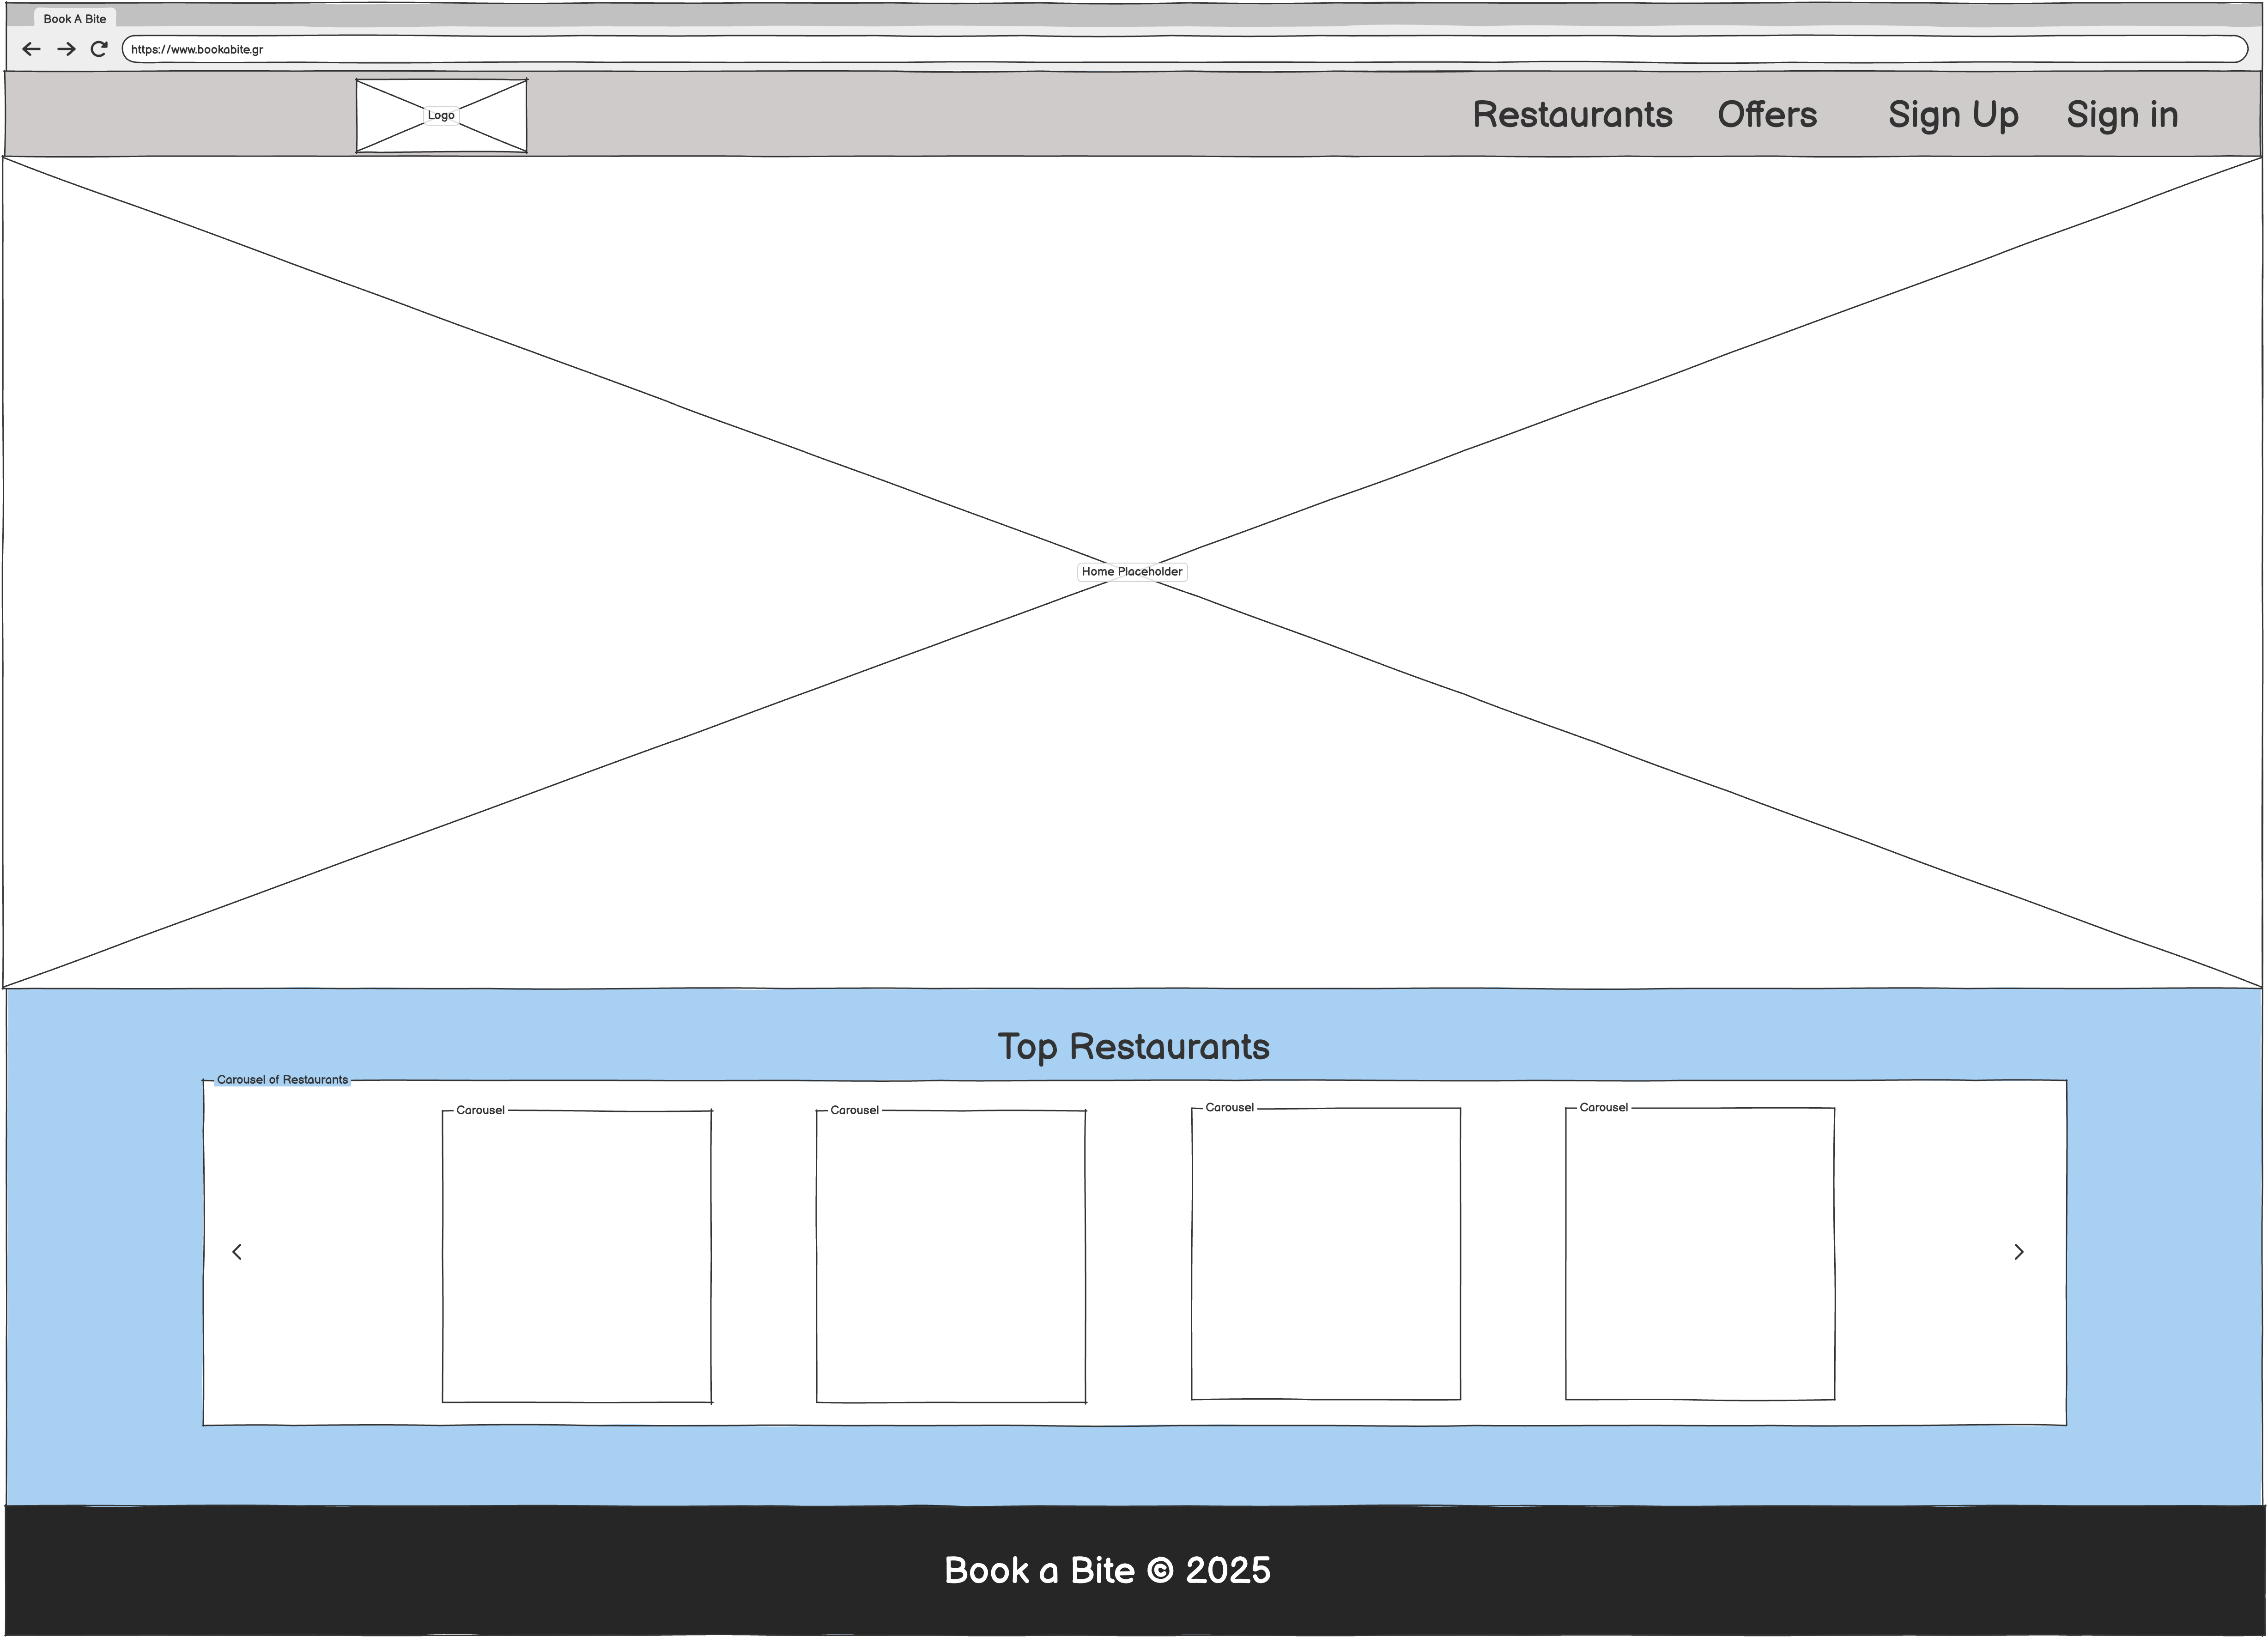 Book A Bite
https://www.bookabite.gr
Logo
Restaurants Offers Sign Up Sign in
Home Placeholder
Top Restaurants
Carousel of Restaurants
Carousel Carousel Carousel Carousel
Book a Bite © 2025